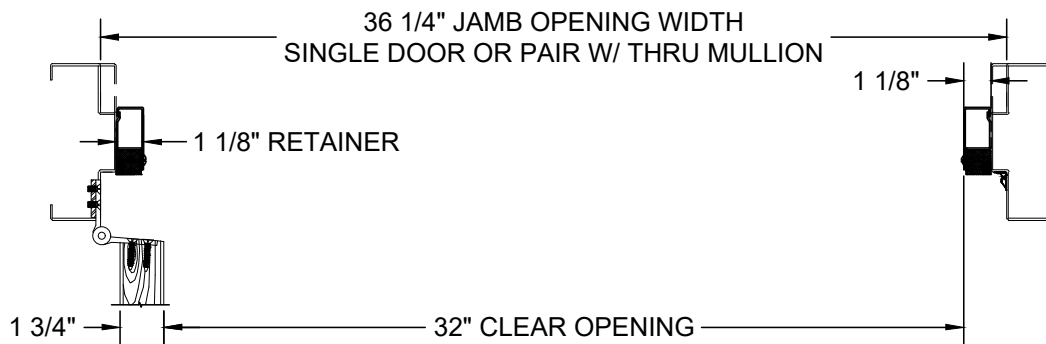 36 1/4" JAMB OPENING WIDTH
SINGLE DOOR OR PAIR W/ THRU MULLION
1 1/8"
1 1/8" RETAINER
1 3/4"
32" CLEAR OPENING